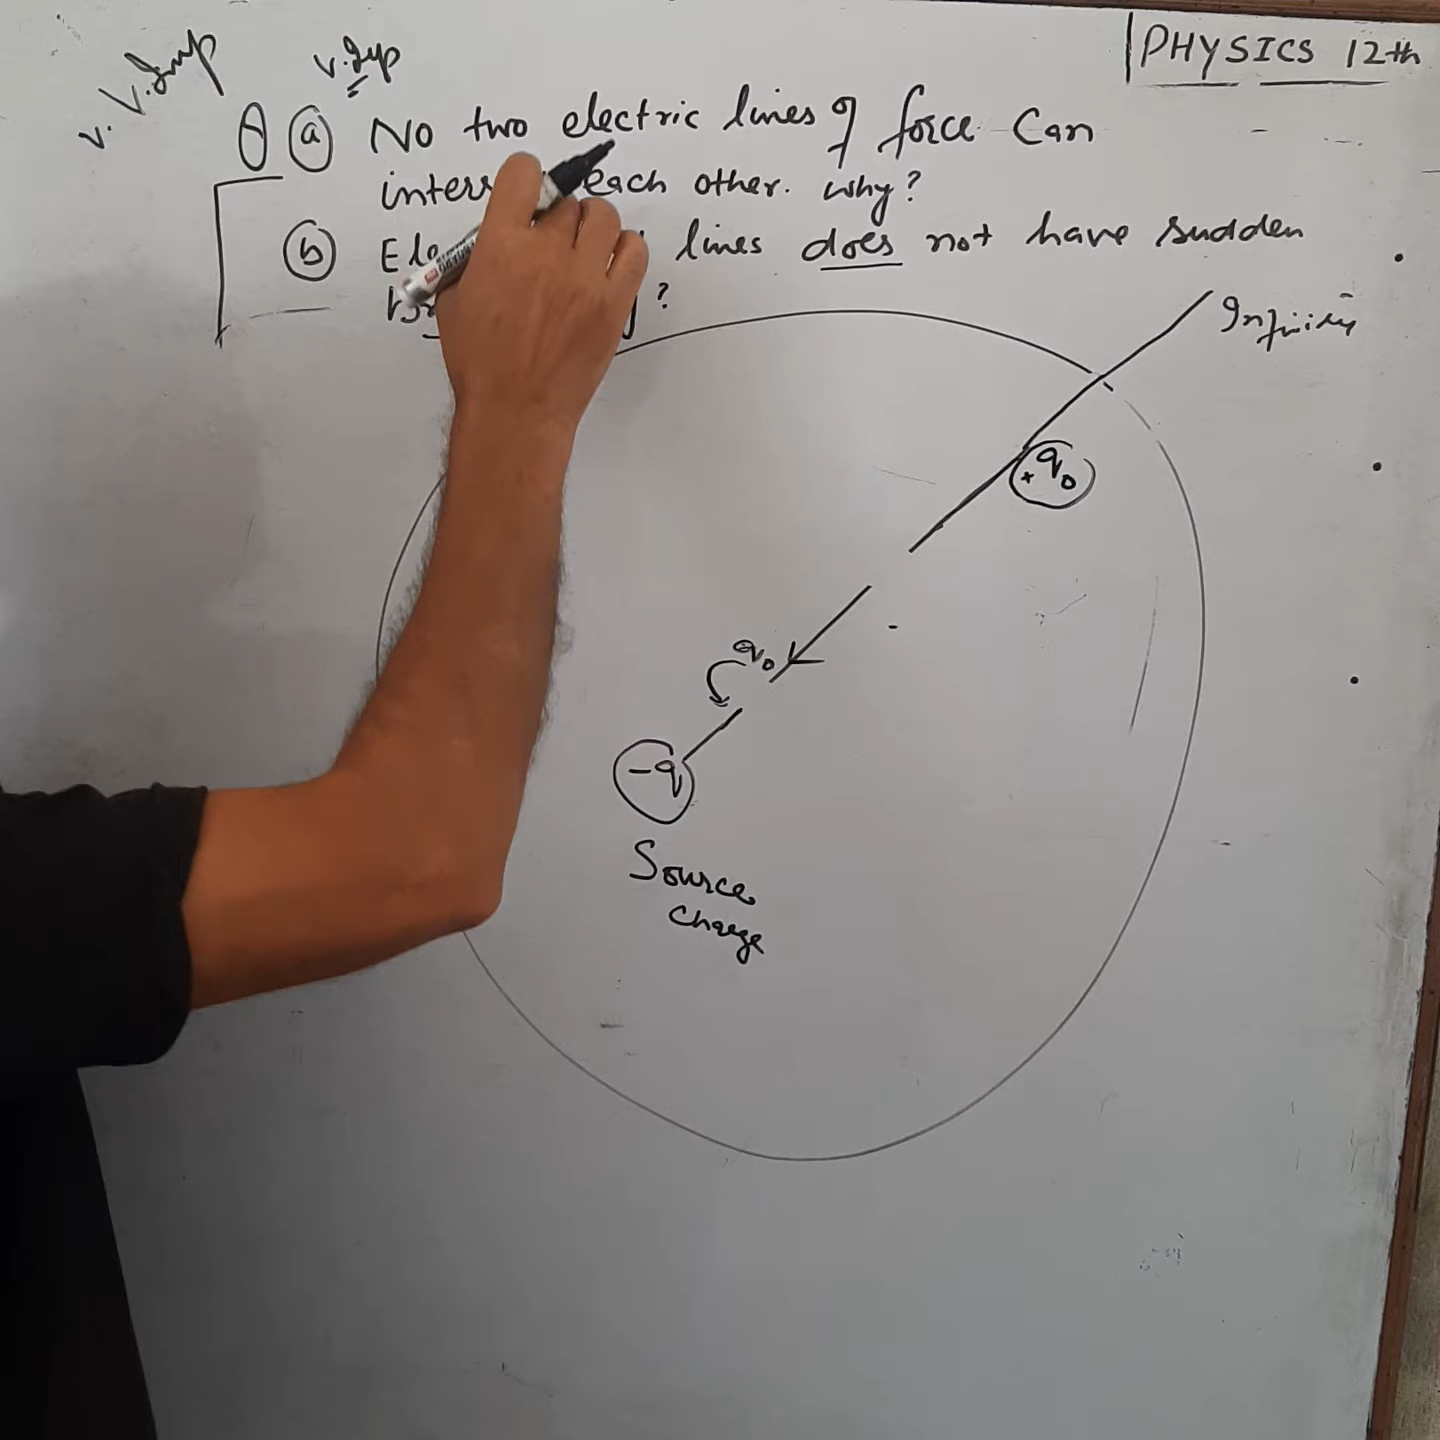 PHYSICS 12th
V. V. Imp
V. Imp
Q (a) No two electric lines of force can
each other. why?
(b) lines does not have sudden
?
Infinity
+ q0
q0
-q
Source
Charge